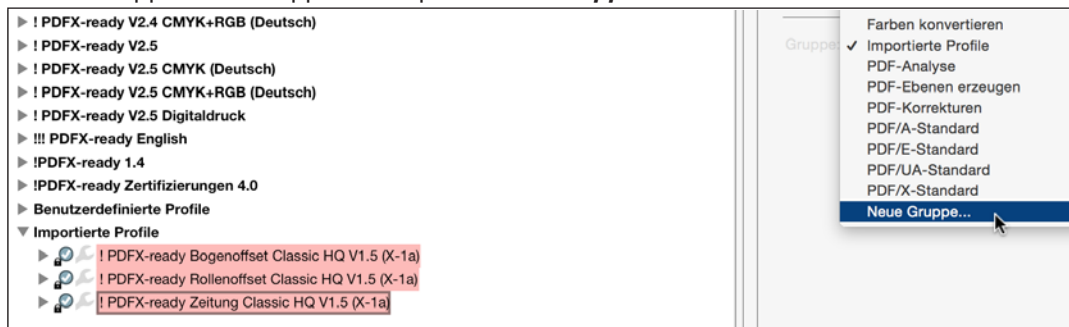 ! PDFX-ready V2.4 CMYK+RGB (Deutsch)
! PDFX-ready V2.5
! PDFX-ready V2.5 CMYK (Deutsch)
! PDFX-ready V2.5 CMYK+RGB (Deutsch)
! PDFX-ready V2.5 Digitaldruck
!!! PDFX-ready English
!PDFX-ready 1.4
!PDFX-ready Zertifizierungen 4.0
Benutzerdefinierte Profile
Importierte Profile
! PDFX-ready Bogenoffset Classic HQ V1.5 (X-1a)
! PDFX-ready Rollenoffset Classic HQ V1.5 (X-1a)
! PDFX-ready Zeitung Classic HQ V1.5 (X-1a)
Gruppe:
Farben konvertieren
✓ Importierte Profile
PDF-Analyse
PDF-Ebenen erzeugen
PDF-Korrekturen
PDF/A-Standard
PDF/E-Standard
PDF/UA-Standard
PDF/X-Standard
Neue Gruppe...